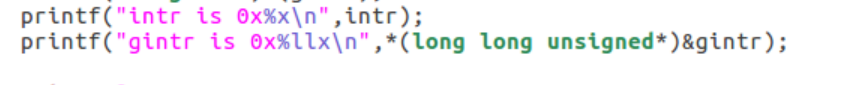 printf("intr is 0x%x\n",intr);
printf("gintr is 0x%llx\n",*(long long unsigned*)&gintr);